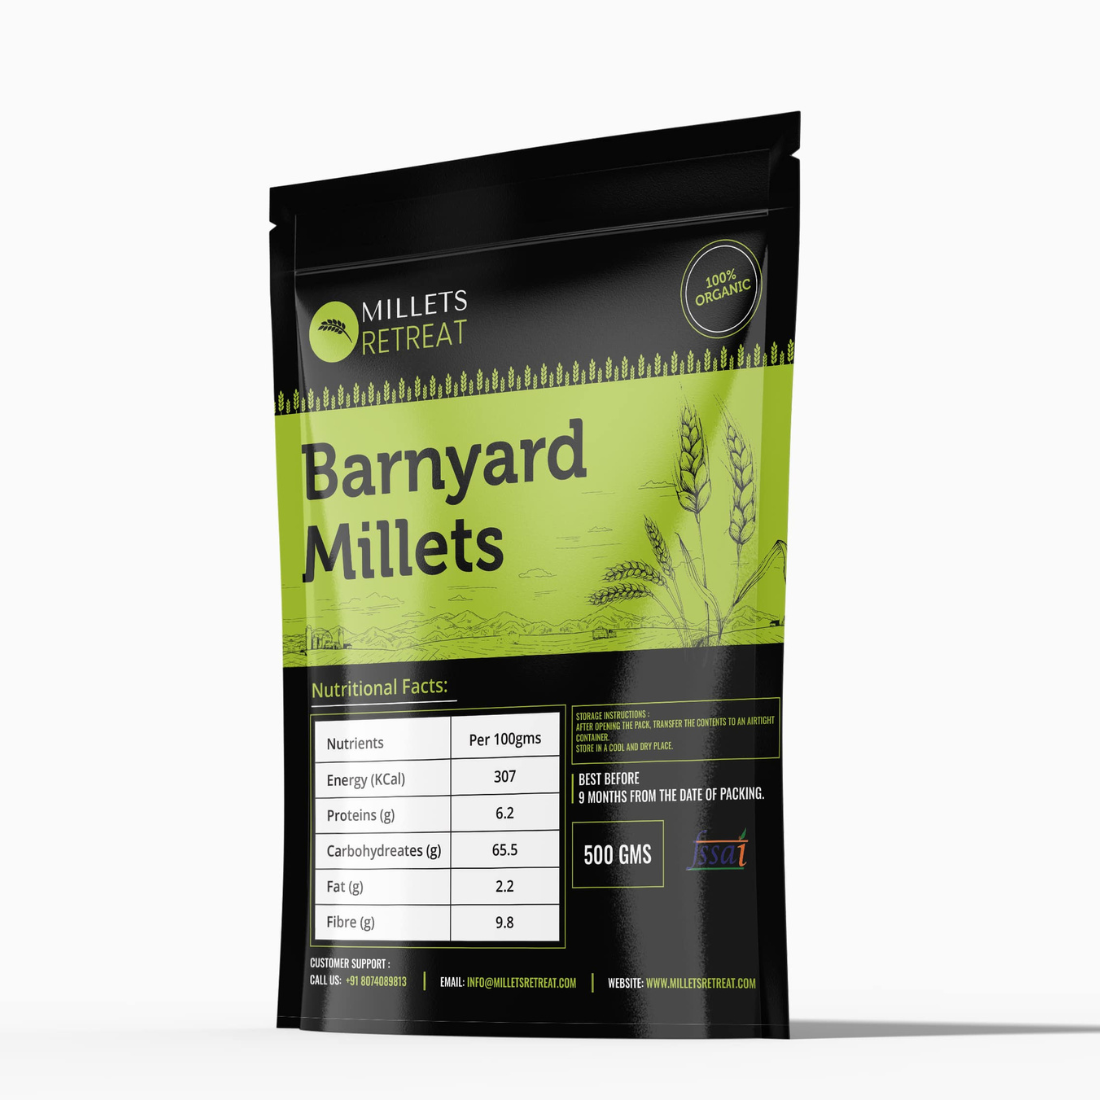 MILLETS
RETREAT
100%
ORGANIC
Barnyard
Millets
Nutritional Facts:
Nutrients Per 100gms
Energy (KCal) 307
Proteins (g) 6.2
Carbohydreates (g) 65.5
Fat (g) 2.2
Fibre (g) 9.8
STORAGE INSTRUCTIONS :
AFTER OPENING THE PACK, TRANSFER THE CONTENTS TO AN AIRTIGHT
CONTAINER.
STORE IN A COOL AND DRY PLACE.
BEST BEFORE
9 MONTHS FROM THE DATE OF PACKING.
500 GMS
fssai
CUSTOMER SUPPORT :
CALL US: +91 8074089813 | EMAIL: INFO@MILLETSRETREAT.COM | WEBSITE: WWW.MILLETSRETREAT.COM